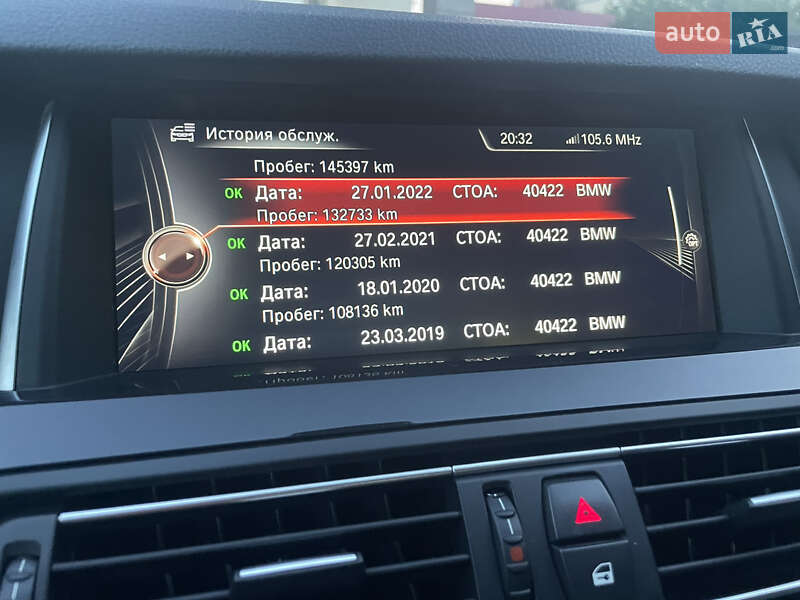 auto RIA
История обслуж. 20:32 105.6 MHz
Пробег: 145397 km
OK Дата: 27.01.2022 СТОА: 40422 BMW
Пробег: 132733 km
OK Дата: 27.02.2021 СТОА: 40422 BMW
Пробег: 120305 km
OK Дата: 18.01.2020 СТОА: 40422 BMW
Пробег: 108136 km
OK Дата: 23.03.2019 СТОА: 40422 BMW